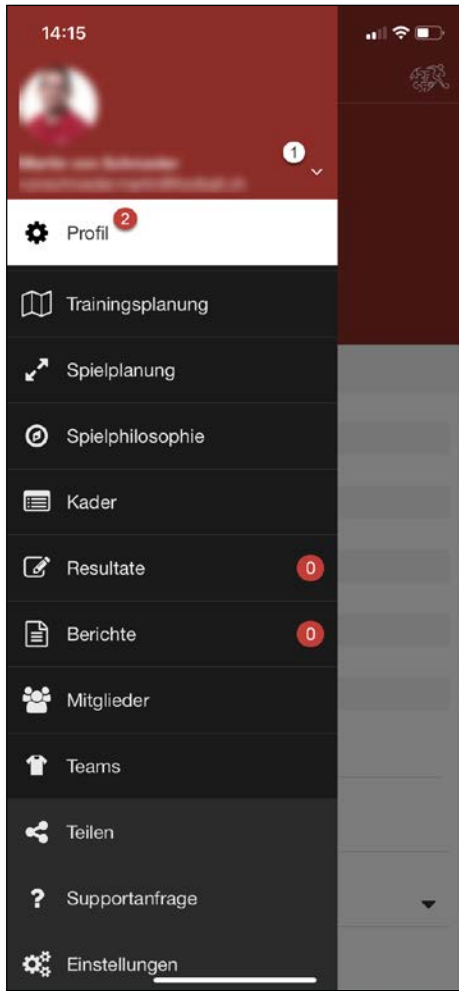 14:15
1
Profil 2
Trainingsplanung
Spielplanung
Spielphilosophie
Kader
Resultate 0
Berichte 0
Mitglieder
Teams
Teilen
? Supportanfrage
Einstellungen